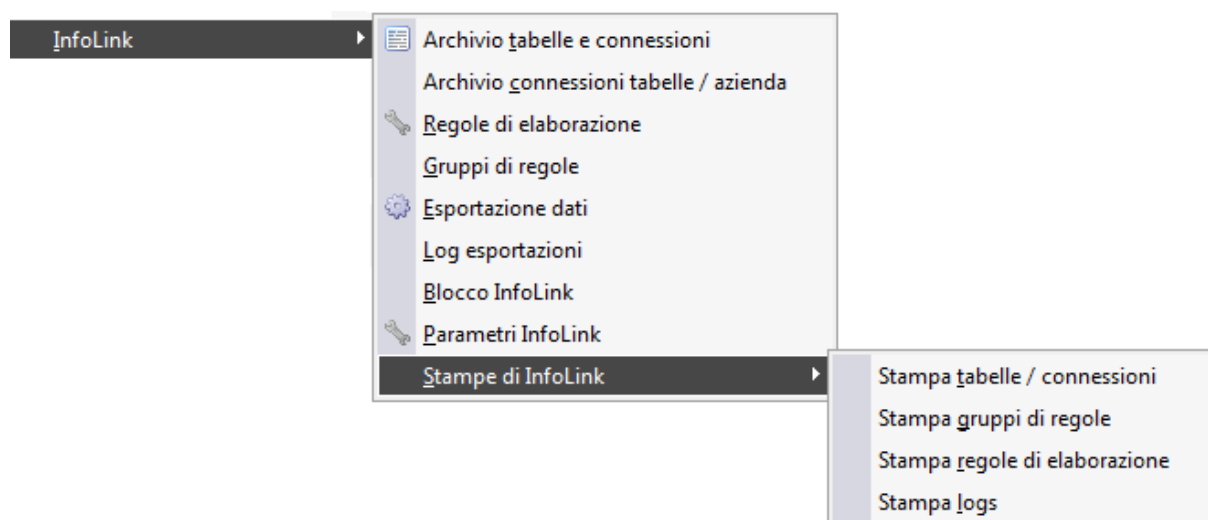 InfoLink
Archivio tabelle e connessioni
Archivio connessioni tabelle / azienda
Regole di elaborazione
Gruppi di regole
Esportazione dati
Log esportazioni
Blocco InfoLink
Parametri InfoLink
Stampe di InfoLink
Stampa tabelle / connessioni
Stampa gruppi di regole
Stampa regole di elaborazione
Stampa logs